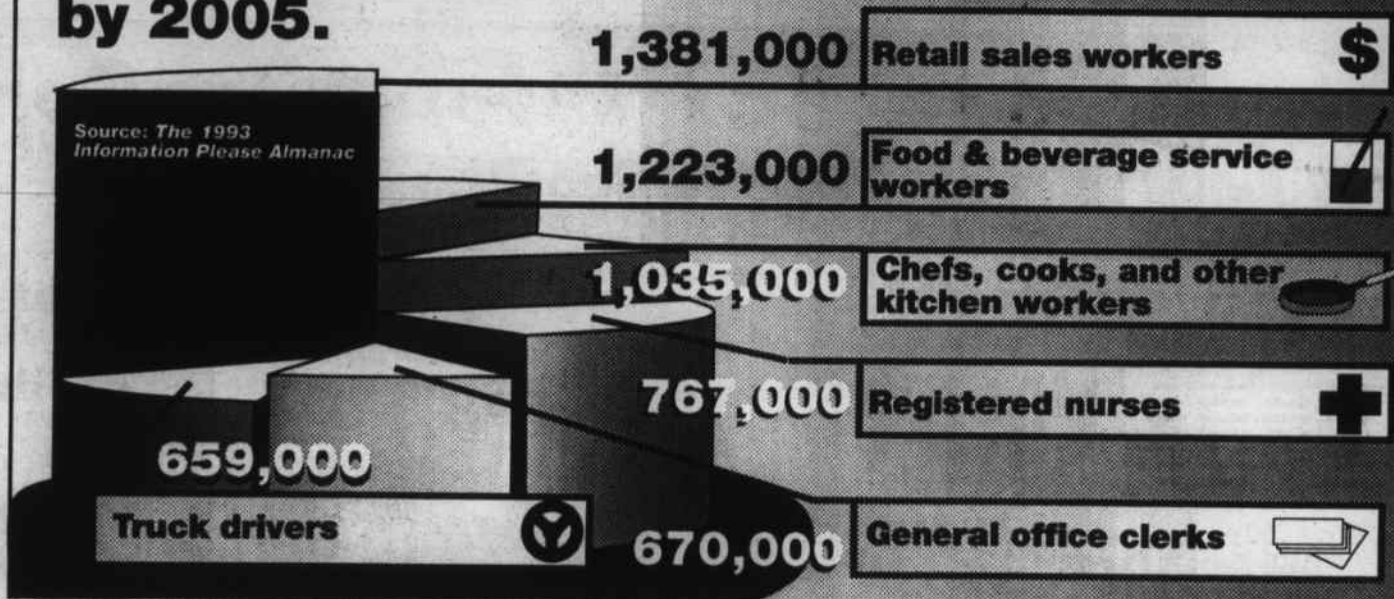 by 2005.
Source: The 1993
Information Please Almanac
1,381,000 Retail sales workers $
1,223,000 Food & beverage service
workers
1,035,000 Chefs, cooks, and other
kitchen workers
767,000 Registered nurses
659,000
Truck drivers
670,000 General office clerks